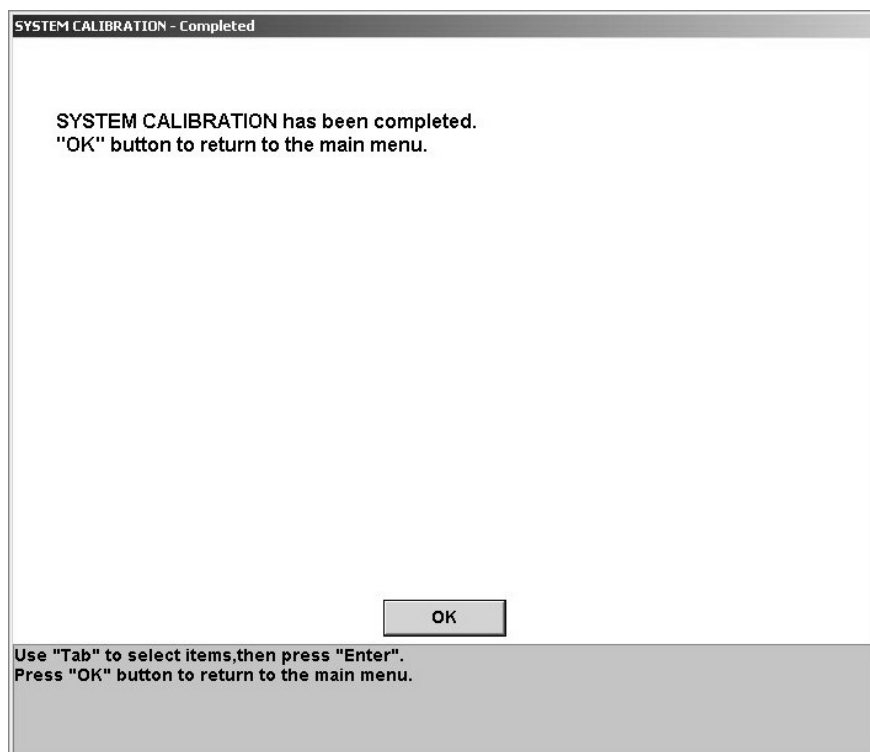 SYSTEM CALIBRATION - Completed
SYSTEM CALIBRATION has been completed.
"OK" button to return to the main menu.
OK
Use "Tab" to select items,then press "Enter".
Press "OK" button to return to the main menu.